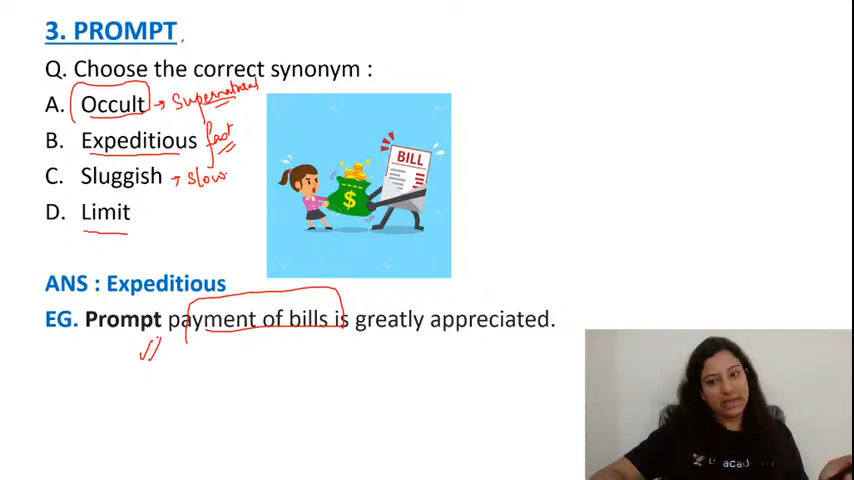 3. PROMPT
Q. Choose the correct synonym :
A. Occult → Supernatural
B. Expeditious fast
C. Sluggish → slow
D. Limit
BILL
$
ANS : Expeditious
EG. Prompt payment of bills is greatly appreciated.
acad